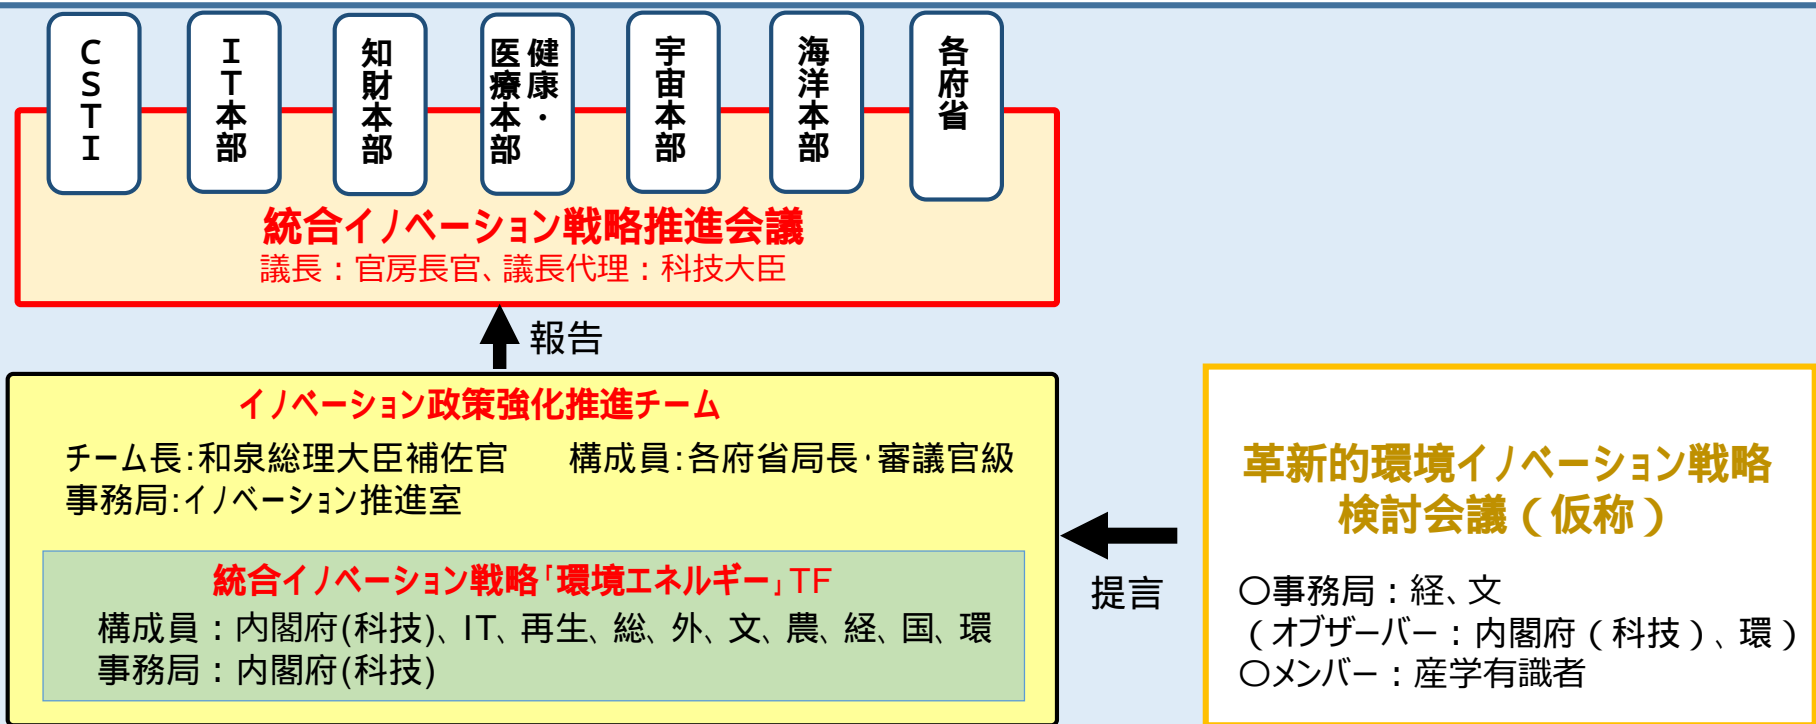 CSTI
IT本部
知財本部
健康・
医療本部
宇宙本部
海洋本部
各府省
統合イノベーション戦略推進会議
議長：官房長官、議長代理：科技大臣
報告
イノベーション政策強化推進チーム
チーム長:和泉総理大臣補佐官　構成員:各府省局長・審議官級
事務局:イノベーション推進室
統合イノベーション戦略「環境エネルギー」TF
構成員：内閣府(科技)、IT、再生、総、外、文、農、経、国、環
事務局：内閣府(科技)
提言
革新的環境イノベーション戦略
検討会議（仮称）
〇事務局：経、文
（オブザーバー：内閣府（科技）、環）
〇メンバー：産学有識者